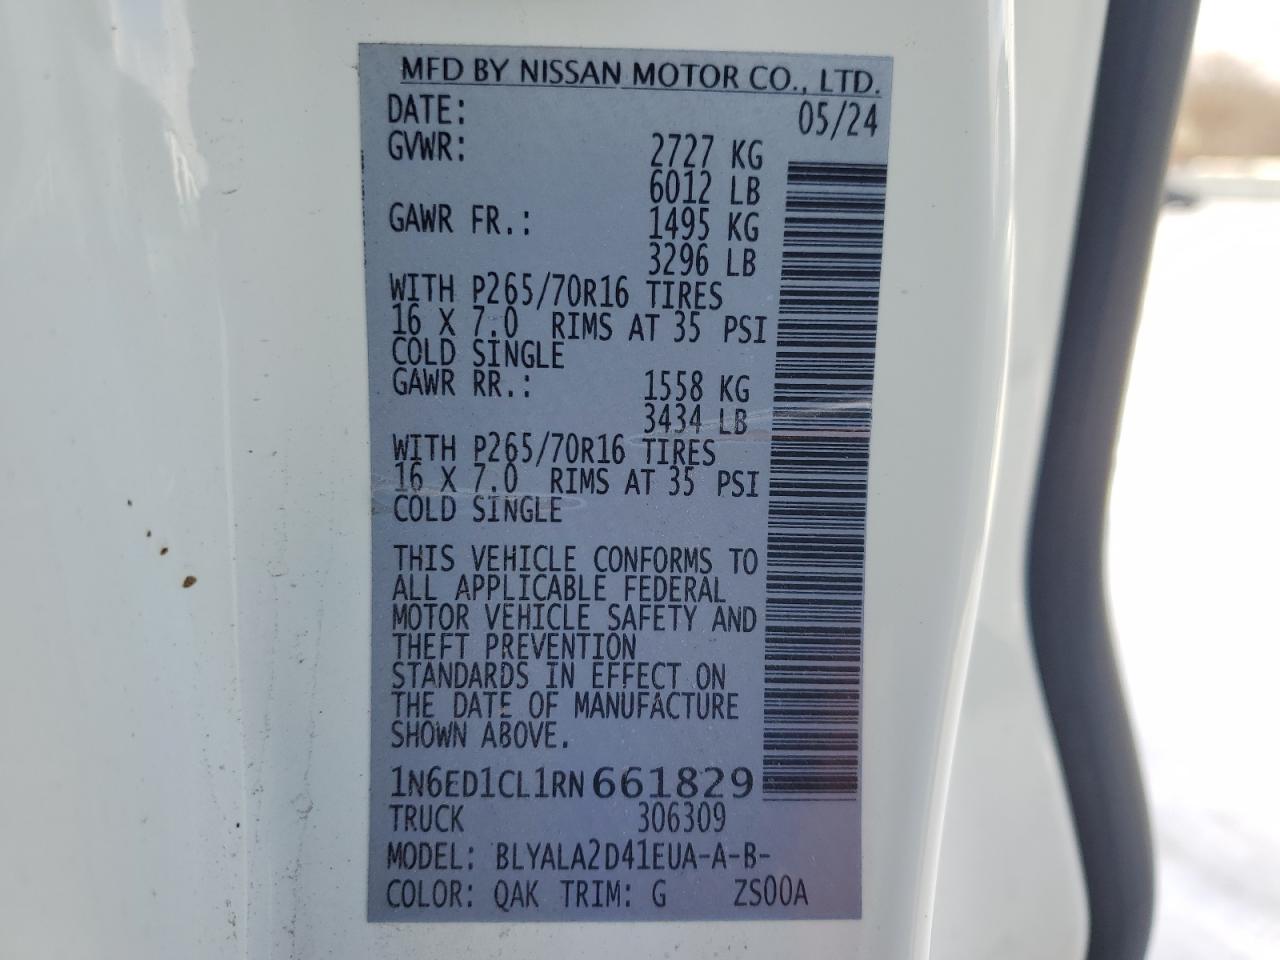 MFD BY NISSAN MOTOR CO., LTD.
DATE: 05/24
GVWR: 2727 KG
6012 LB
GAWR FR.: 1495 KG
3296 LB
WITH P265/70R16 TIRES
16 X 7.0 RIMS AT 35 PSI
COLD SINGLE
GAWR RR.: 1558 KG
3434 LB
WITH P265/70R16 TIRES
16 X 7.0 RIMS AT 35 PSI
COLD SINGLE
THIS VEHICLE CONFORMS TO
ALL APPLICABLE FEDERAL
MOTOR VEHICLE SAFETY AND
THEFT PREVENTION
STANDARDS IN EFFECT ON
THE DATE OF MANUFACTURE
SHOWN ABOVE.
1N6ED1CL1RN661829
TRUCK 306309
MODEL: BLYALA2D41EUA-A-B-
COLOR: QAK TRIM: G ZS00A